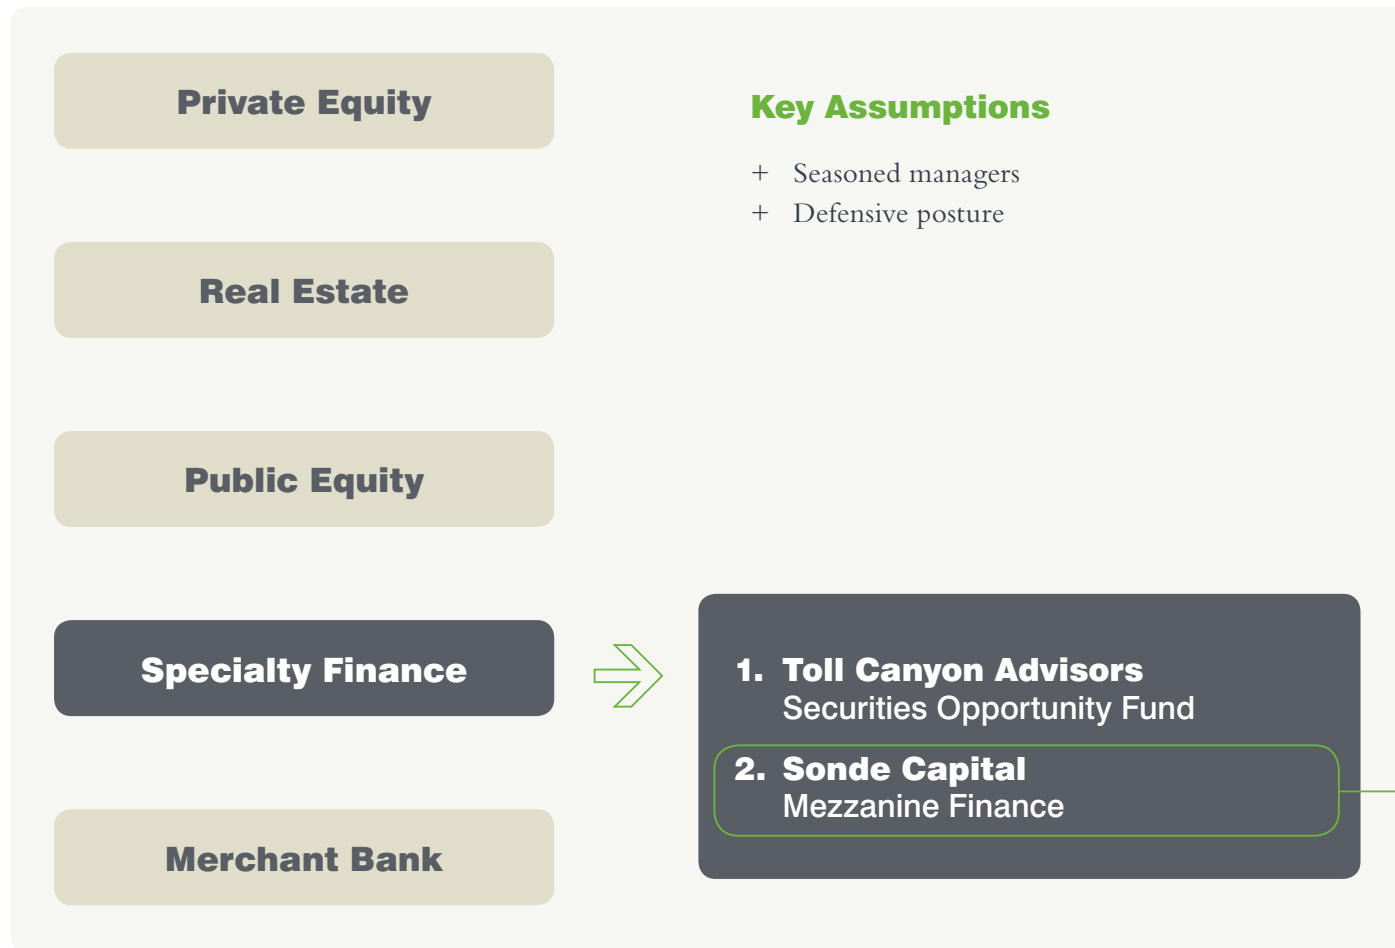 Private Equity
Real Estate
Public Equity
Specialty Finance
Merchant Bank
Key Assumptions
+ Seasoned managers
+ Defensive posture
1. Toll Canyon Advisors
Securities Opportunity Fund
2. Sonde Capital
Mezzanine Finance